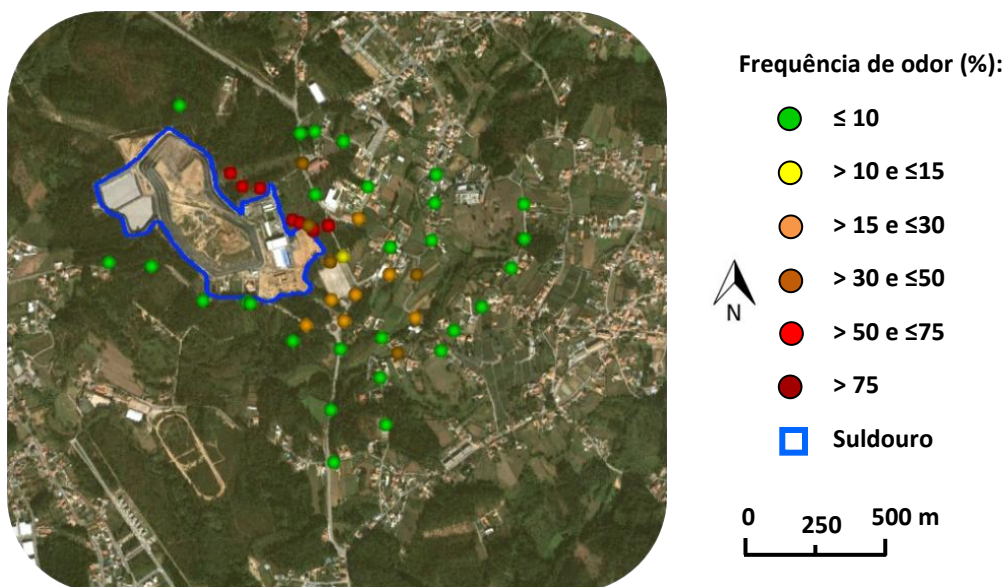 Frequência de odor (%):
≤ 10
> 10 e ≤15
> 15 e ≤30
> 30 e ≤50
> 50 e ≤75
> 75
Suldouro
N
0 250 500 m